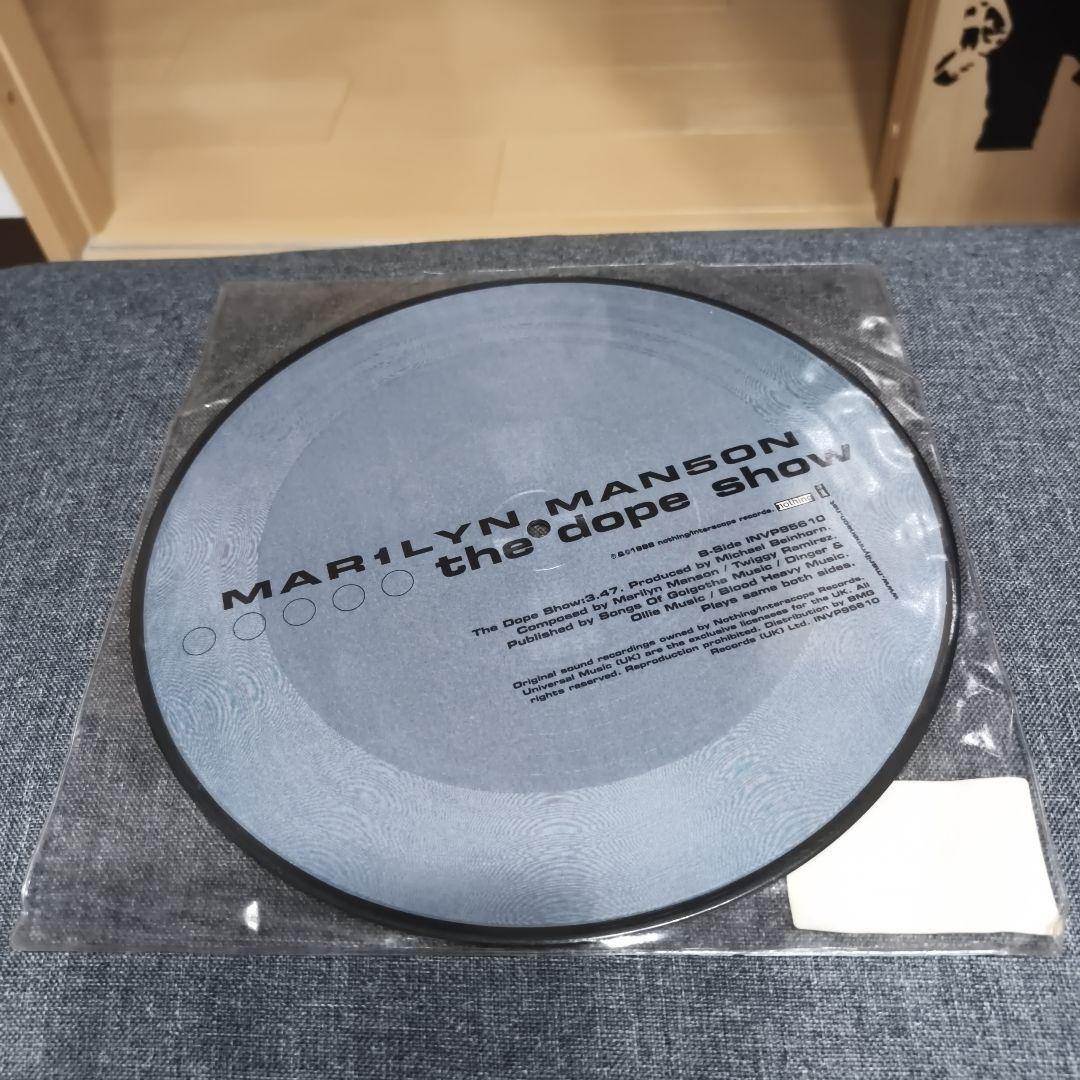 MAR1LYN MAN5ON
the dope show
℗&©1998 nothing/interscope records. nothing i
B-Side INVP95610
The Dope Show:3.47. Produced by Michael Beinhorn.
Composed by Marilyn Manson / Twiggy Ramirez.
Published by Songs Of Golgotha Music / Dinger &
Ollie Music / Blood Heavy Music.
Plays sams both sides.
Original sound recordings owned by Nothing/Interscope Records.
Universal Music (UK) are the exclusive licensees for the UK. All
rights reserved. Reproduction prohibited. Distribution by BMG
Records (UK) Ltd. INVP95610